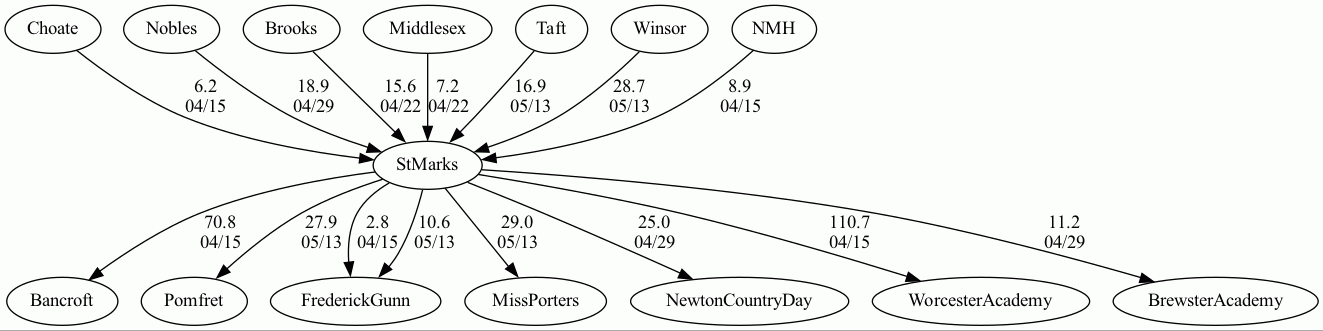 Choate
Nobles
Brooks
Middlesex
Taft
Winsor
NMH
6.2
04/15
18.9
04/29
15.6
04/22
7.2
04/22
16.9
05/13
28.7
05/13
8.9
04/15
StMarks
70.8
04/15
27.9
05/13
2.8
04/15
10.6
05/13
29.0
05/13
25.0
04/29
110.7
04/15
11.2
04/29
Bancroft
Pomfret
FrederickGunn
MissPorters
NewtonCountryDay
WorcesterAcademy
BrewsterAcademy